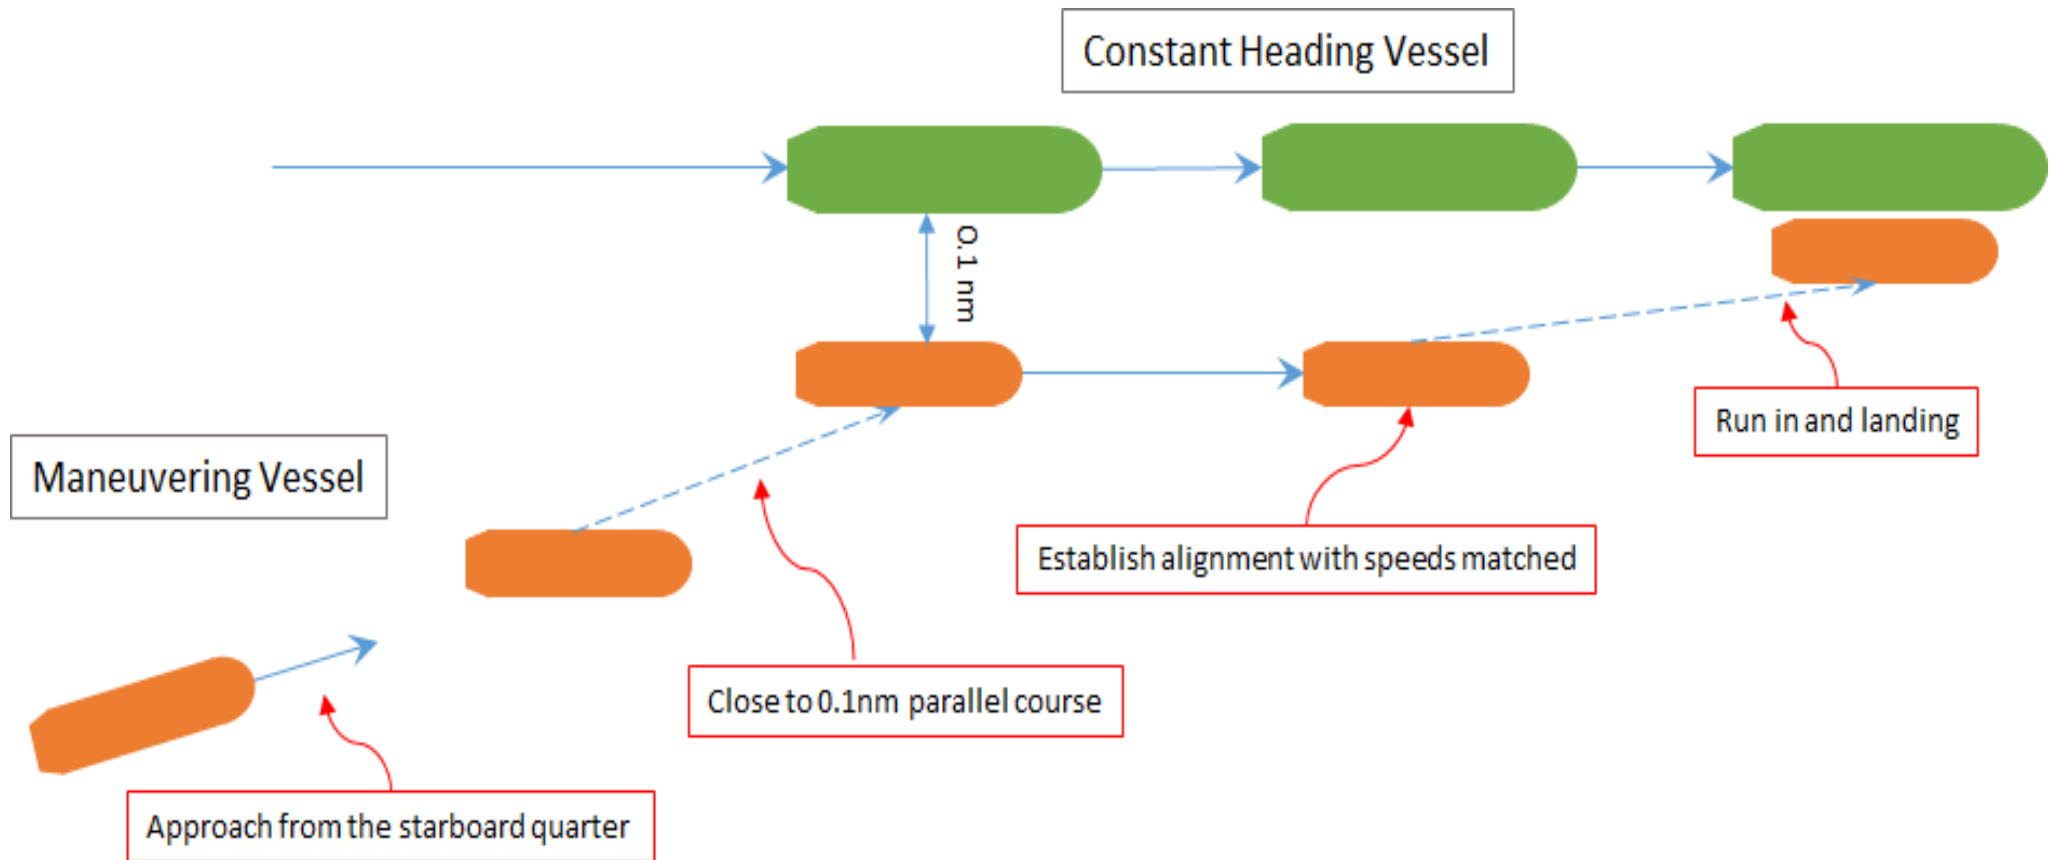 Constant Heading Vessel
0.1 nm
Run in and landing
Maneuvering Vessel
Establish alignment with speeds matched
Close to 0.1nm parallel course
Approach from the starboard quarter